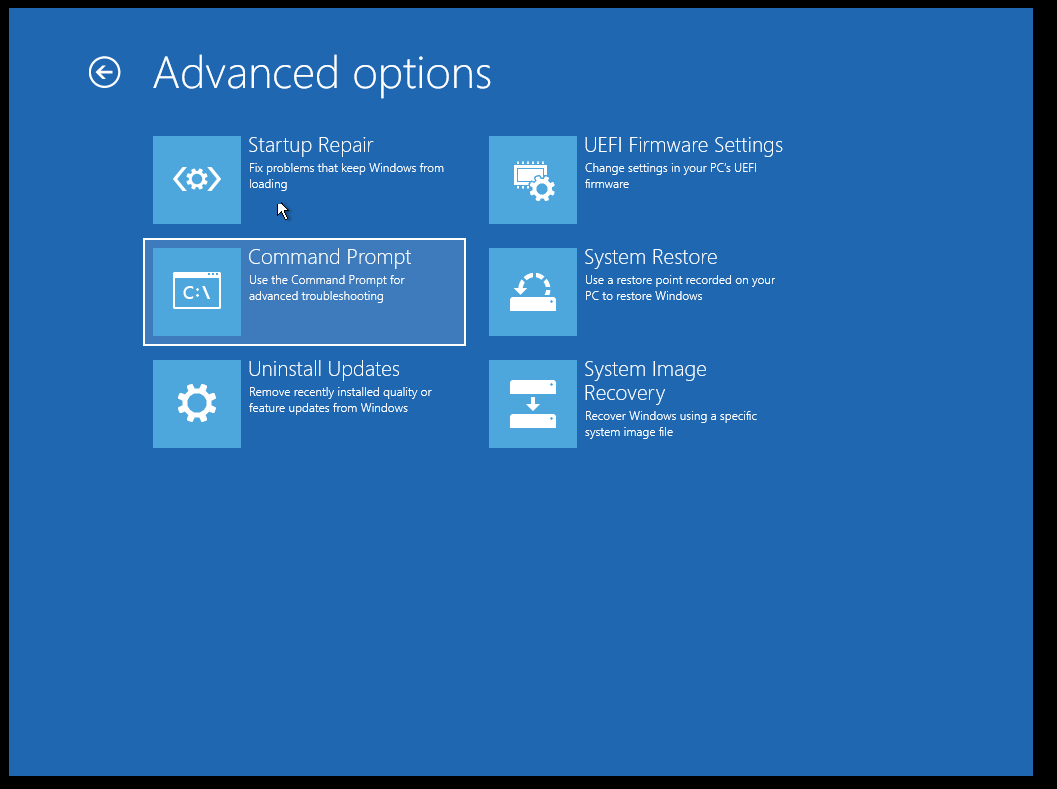 Advanced options
Startup Repair
Fix problems that keep Windows from
loading
UEFI Firmware Settings
Change settings in your PC's UEFI
firmware
C:\
Command Prompt
Use the Command Prompt for
advanced troubleshooting
System Restore
Use a restore point recorded on your
PC to restore Windows
Uninstall Updates
Remove recently installed quality or
feature updates from Windows
System Image
Recovery
Recover Windows using a specific
system image file